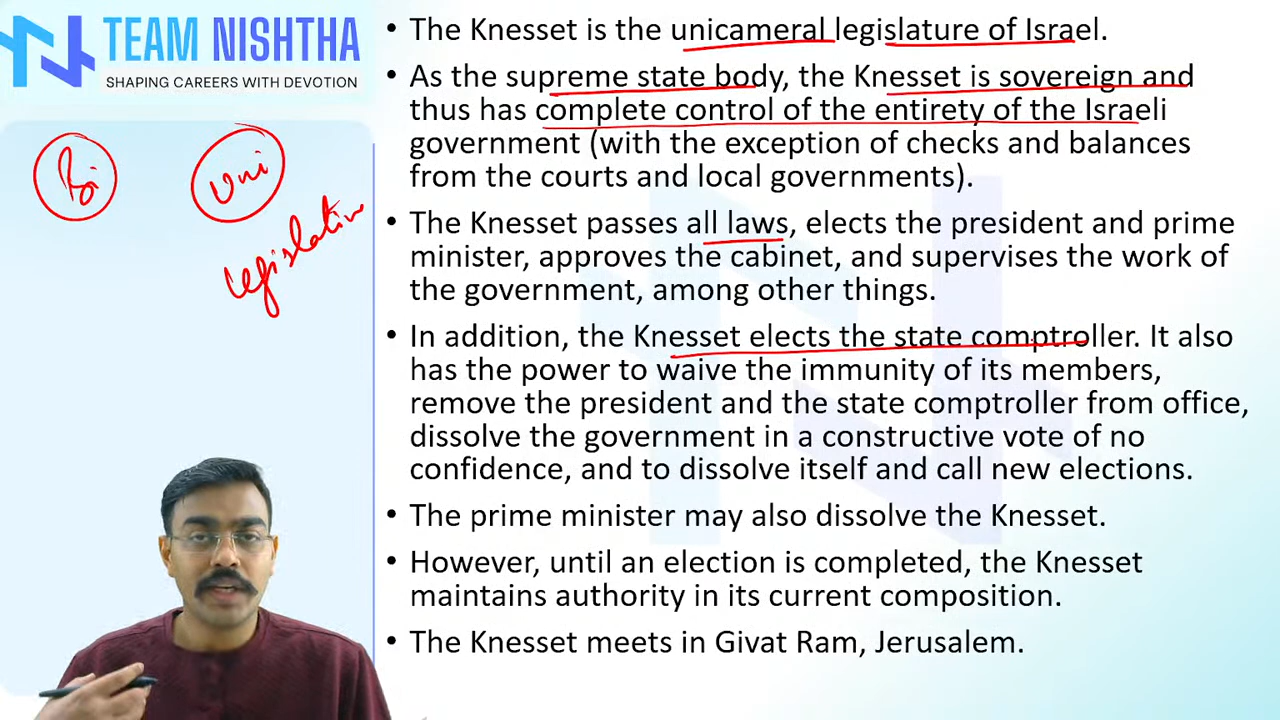 TEAM NISHTHA
SHAPING CAREERS WITH DEVOTION
Bi
Uni
Legislative
• The Knesset is the unicameral legislature of Israel.
• As the supreme state body, the Knesset is sovereign and
thus has complete control of the entirety of the Israeli
government (with the exception of checks and balances
from the courts and local governments).
• The Knesset passes all laws, elects the president and prime
minister, approves the cabinet, and supervises the work of
the government, among other things.
• In addition, the Knesset elects the state comptroller. It also
has the power to waive the immunity of its members,
remove the president and the state comptroller from office,
dissolve the government in a constructive vote of no
confidence, and to dissolve itself and call new elections.
• The prime minister may also dissolve the Knesset.
• However, until an election is completed, the Knesset
maintains authority in its current composition.
• The Knesset meets in Givat Ram, Jerusalem.